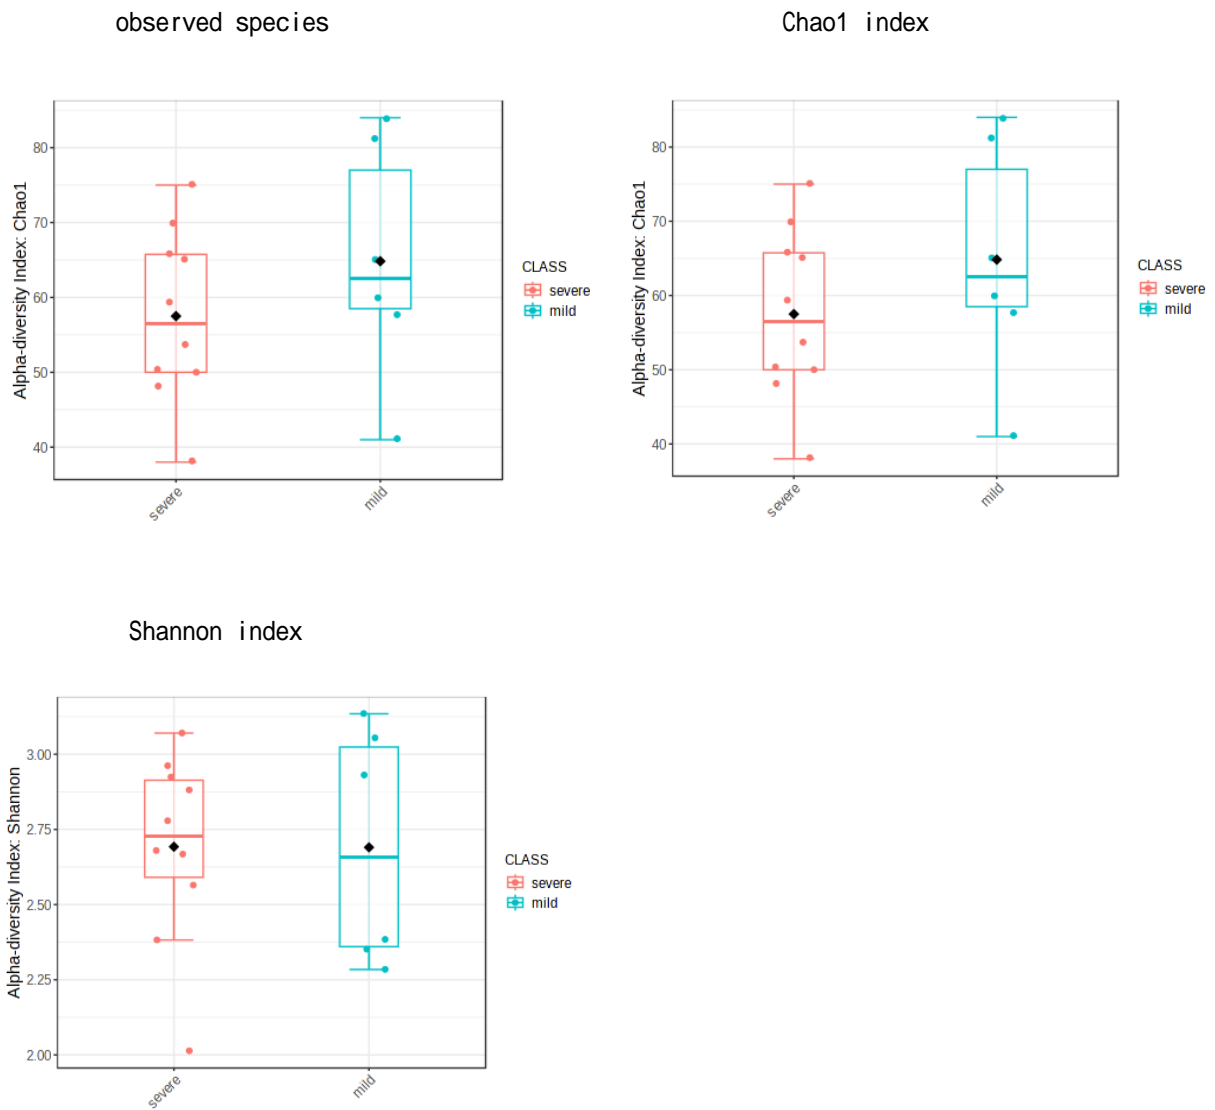 observed species
Chao1 index
Alpha-diversity Index: Chao1
80
70
60
50
40
severe
mild
CLASS
severe
mild
Alpha-diversity Index: Chao1
80
70
60
50
40
severe
mild
CLASS
severe
mild
Shannon index
Alpha-diversity Index: Shannon
3.00
2.75
2.50
2.25
2.00
severe
mild
CLASS
severe
mild